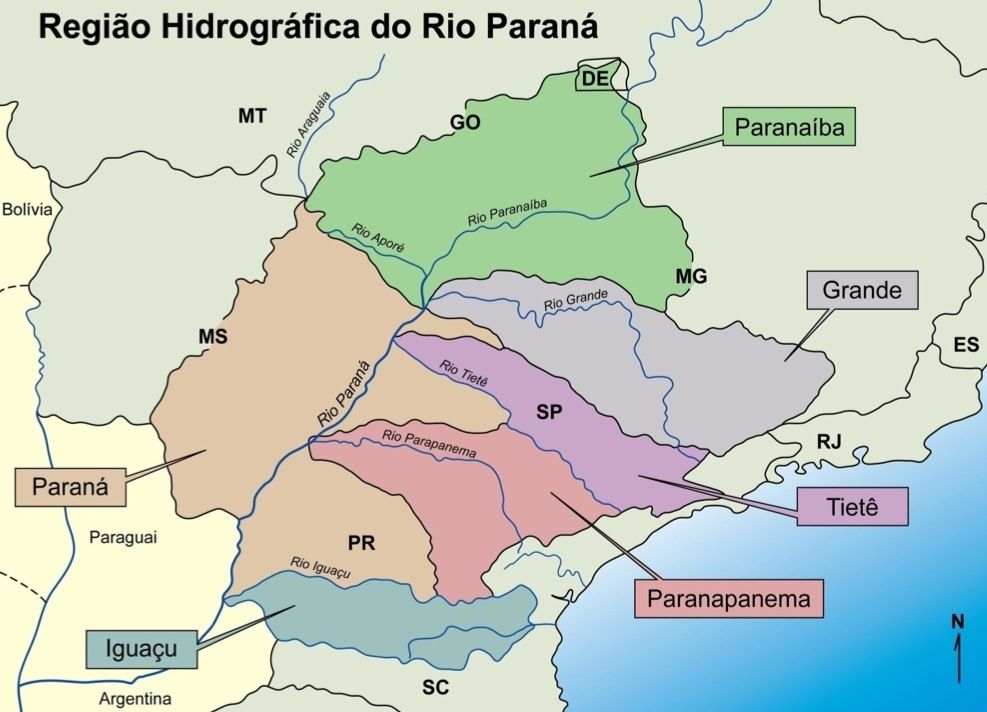 Região Hidrográfica do Rio Paraná
DE
MT
Rio Araguaia
GO
Paranaíba
Bolívia
Rio Paranaíba
Rio Aporé
MG
Grande
Rio Grande
MS
ES
Rio Paraná
Rio Tietê
SP
RJ
Rio Parapanema
Paraná
Tietê
Paraguai
PR
Rio Iguaçu
Paranapanema
N
Iguaçu
SC
Argentina